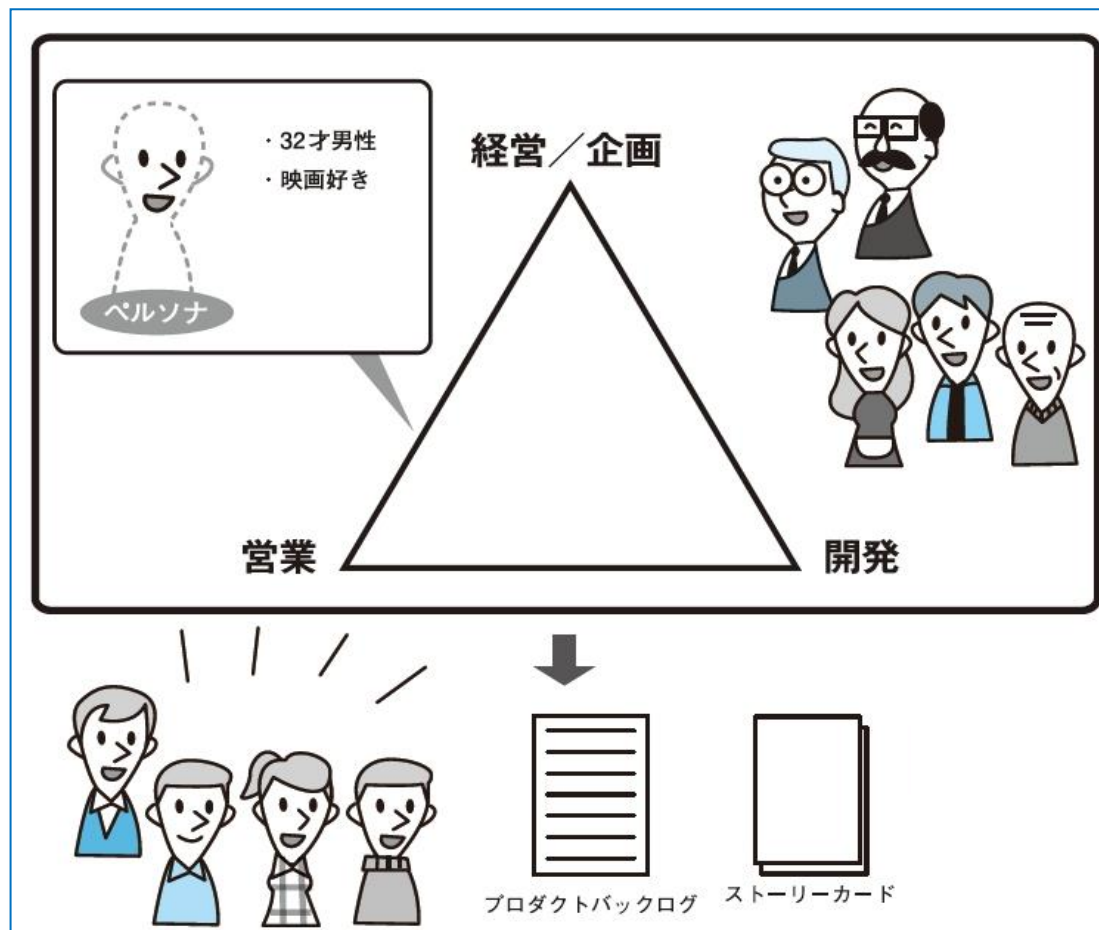 ・32才男性
・映画好き
ペルソナ
経営／企画
営業
開発
プロダクトバックログ
ストーリーカード